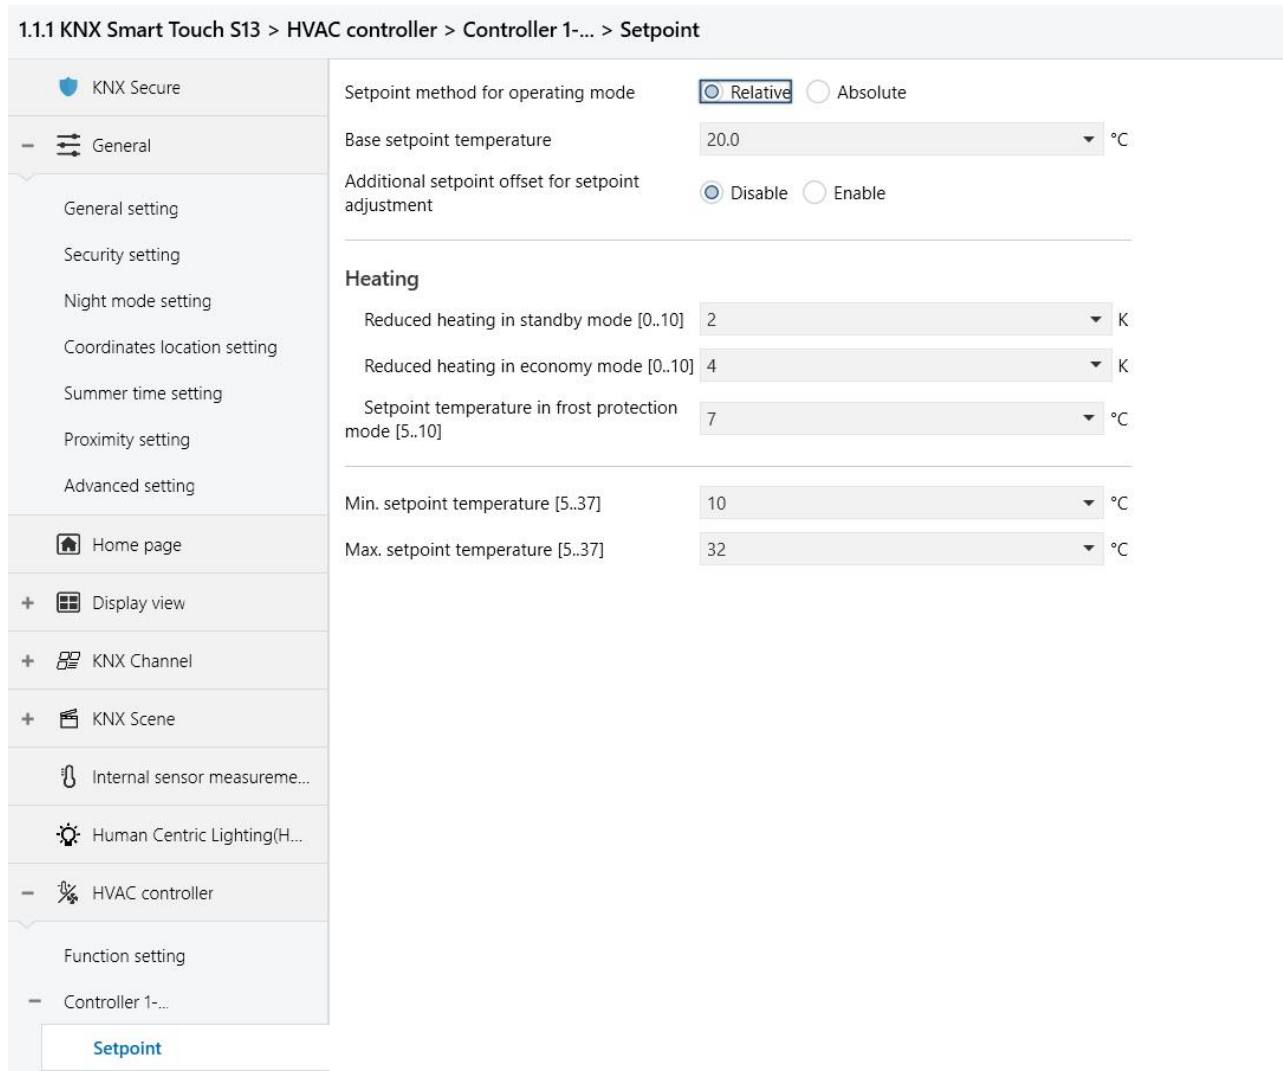 1.1.1 KNX Smart Touch S13 > HVAC controller > Controller 1-... > Setpoint
KNX Secure
General
General setting
Security setting
Night mode setting
Coordinates location setting
Summer time setting
Proximity setting
Advanced setting
Home page
Display view
KNX Channel
KNX Scene
Internal sensor measureme...
Human Centric Lighting(H...
HVAC controller
Function setting
Controller 1-...
Setpoint
Setpoint method for operating mode Relative Absolute
Base setpoint temperature 20.0 °C
Additional setpoint offset for setpoint
adjustment Disable Enable
Heating
Reduced heating in standby mode [0..10] 2 K
Reduced heating in economy mode [0..10] 4 K
Setpoint temperature in frost protection
mode [5..10] 7 °C
Min. setpoint temperature [5..37] 10 °C
Max. setpoint temperature [5..37] 32 °C